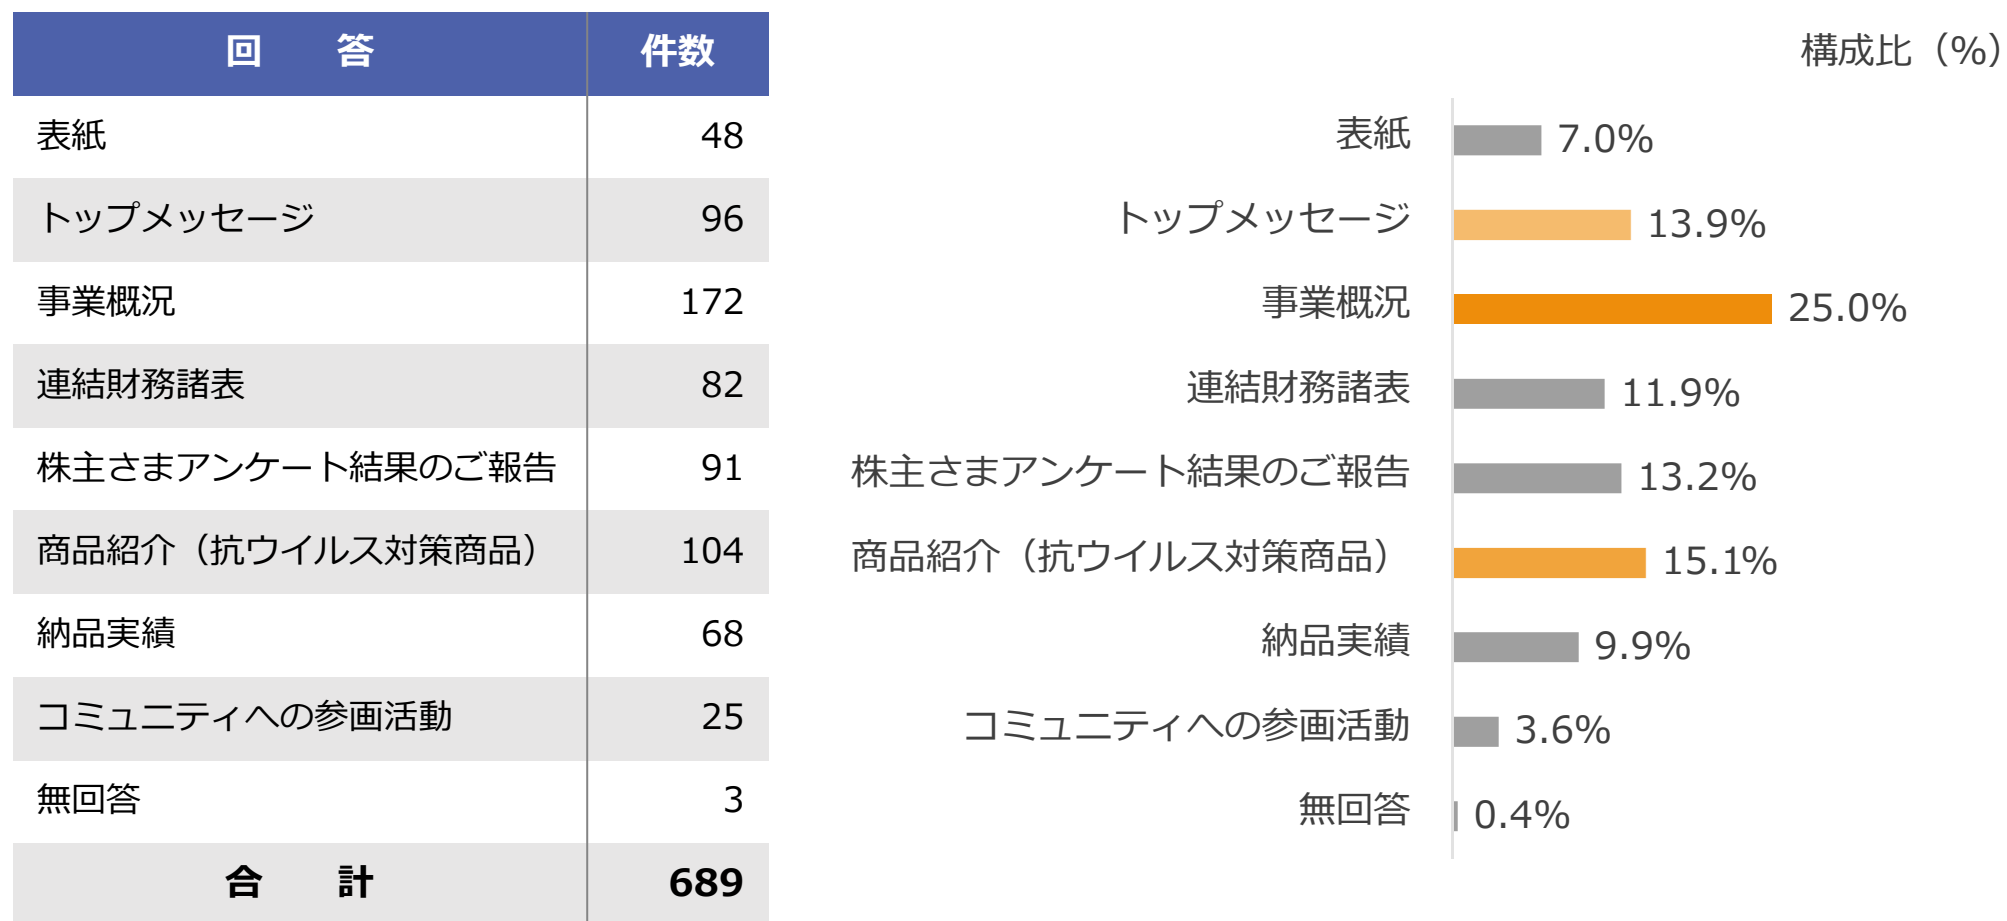 回　答 件数
表紙 48
トップメッセージ 96
事業概況 172
連結財務諸表 82
株主さまアンケート結果のご報告 91
商品紹介（抗ウイルス対策商品） 104
納品実績 68
コミュニティへの参画活動 25
無回答 3
合　計 689
構成比（%）
表紙 7.0%
トップメッセージ 13.9%
事業概況 25.0%
連結財務諸表 11.9%
株主さまアンケート結果のご報告 13.2%
商品紹介（抗ウイルス対策商品） 15.1%
納品実績 9.9%
コミュニティへの参画活動 3.6%
無回答 0.4%